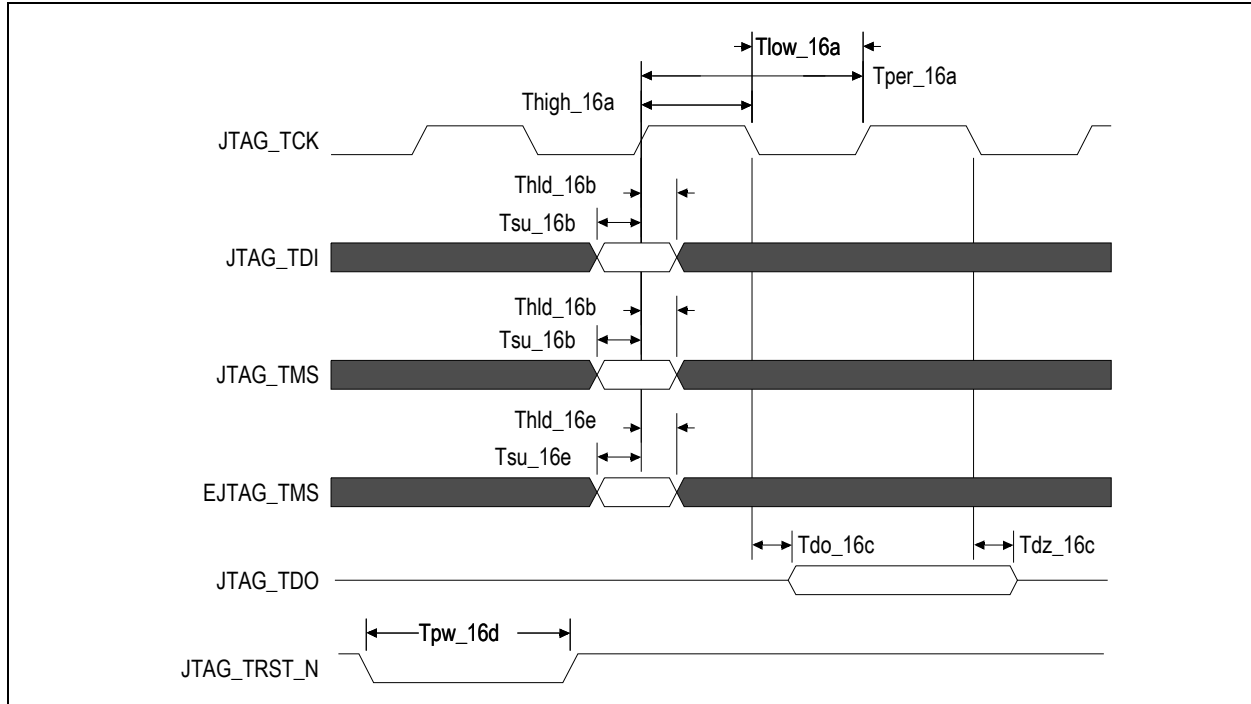 Tlow_16a
Tper_16a
Thigh_16a
JTAG_TCK
Thld_16b
Tsu_16b
JTAG_TDI
Thld_16b
Tsu_16b
JTAG_TMS
Thld_16e
Tsu_16e
EJTAG_TMS
Tdo_16c
Tdz_16c
JTAG_TDO
Tpw_16d
JTAG_TRST_N